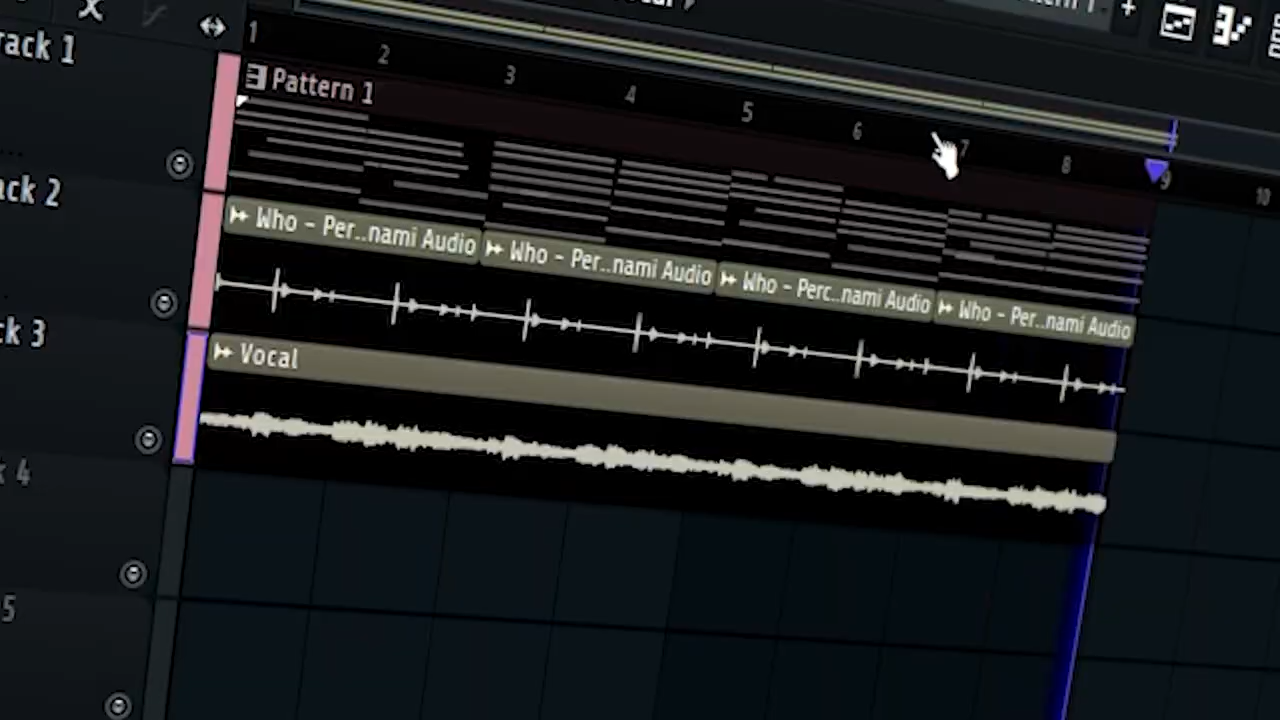 1 2 3 4 5 6 7 8 9 10
rack 1
Pattern 1
ack 2
Who - Per..nami Audio
Who - Per..nami Audio
Who - Perc..nami Audio
Who - Per..nami Audio
ck 3
Vocal
k 4
5